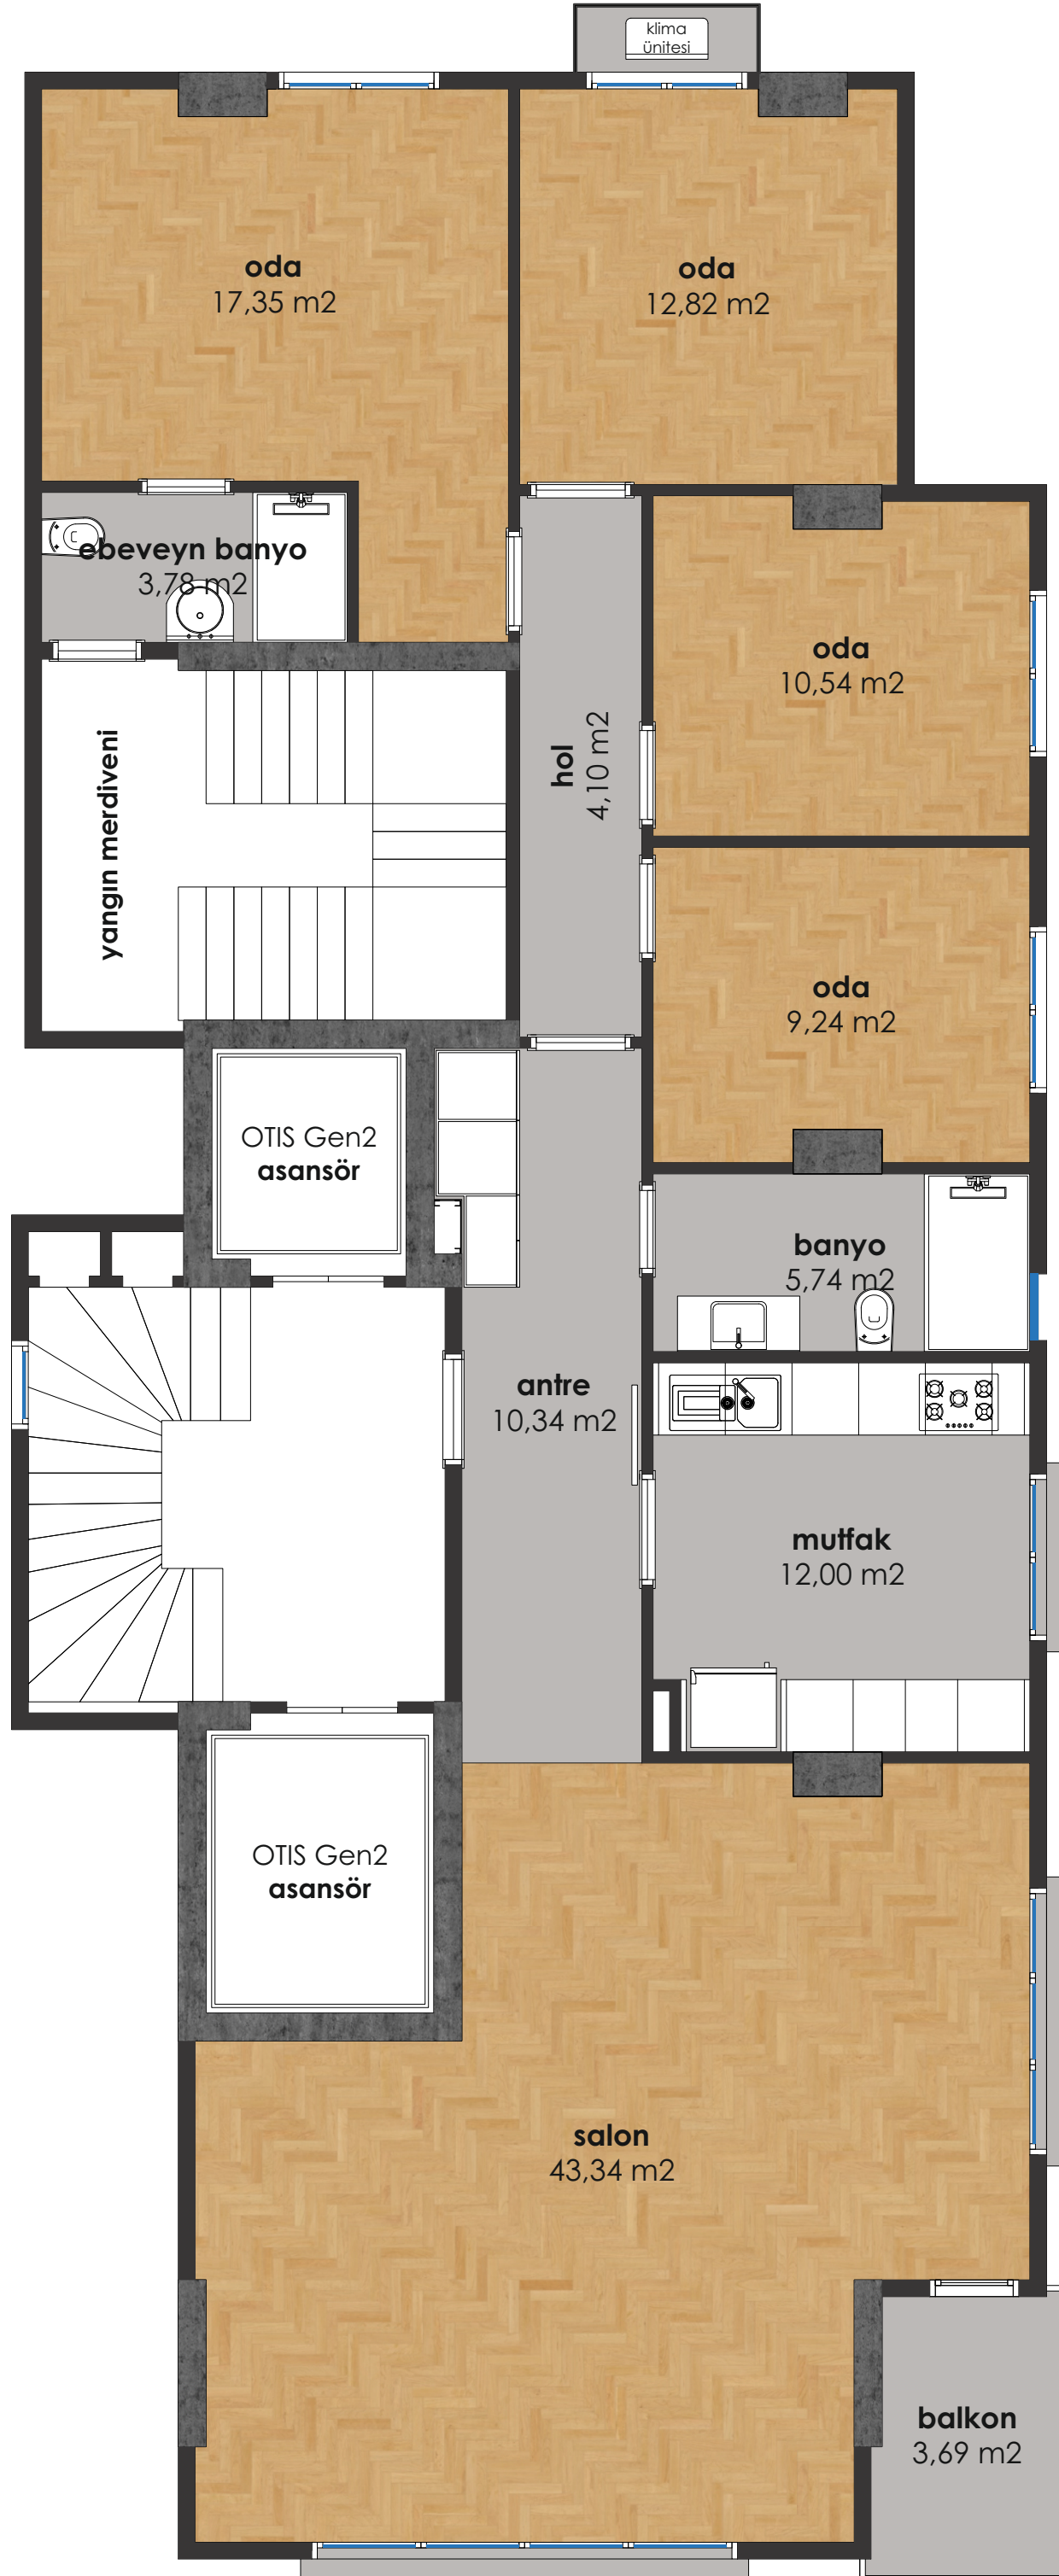 klima
ünitesi
oda
17,35 m2
oda
12,82 m2
ebeveyn banyo
3,78 m2
oda
10,54 m2
hol
4,10 m2
yangın merdiveni
oda
9,24 m2
OTIS Gen2
asansör
banyo
5,74 m2
antre
10,34 m2
mutfak
12,00 m2
OTIS Gen2
asansör
salon
43,34 m2
balkon
3,69 m2